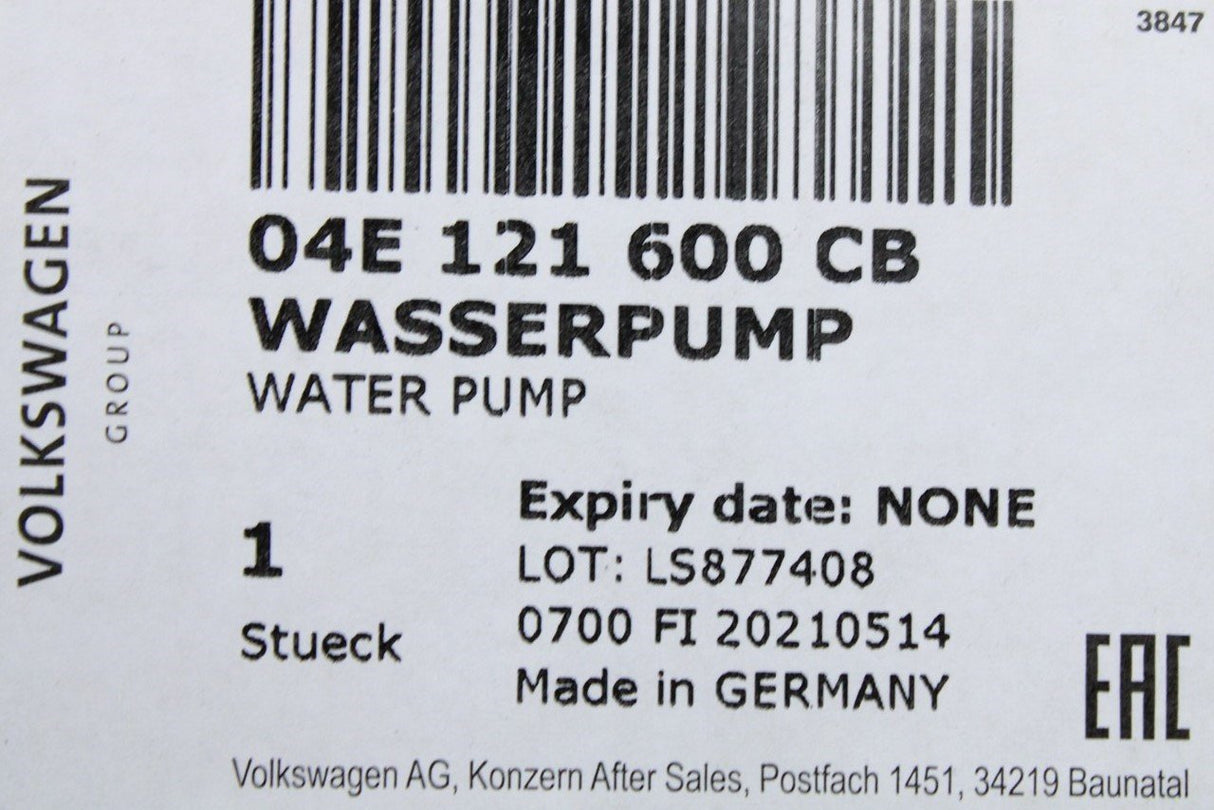 3847
VOLKSWAGEN
GROUP
04E 121 600 CB
WASSERPUMP
WATER PUMP
1
Stueck
Expiry date: NONE
LOT: LS877408
0700 FI 20210514
Made in GERMANY
EAC
Volkswagen AG, Konzern After Sales, Postfach 1451, 34219 Baunatal